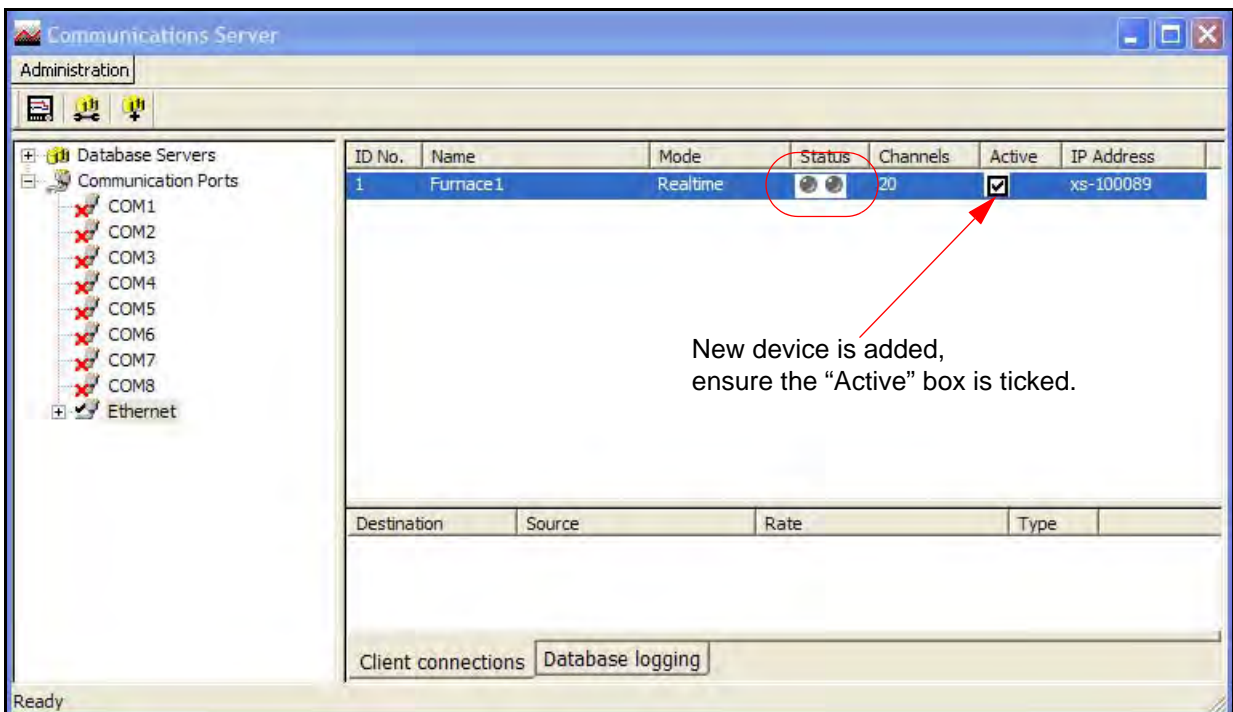 Communications Server
Administration
Database Servers
Communication Ports
COM1
COM2
COM3
COM4
COM5
COM6
COM7
COM8
Ethernet
ID No. Name Mode Status Channels Active IP Address
1 Furnace1 Realtime 20 xs-100089
New device is added,
ensure the “Active” box is ticked.
Destination Source Rate Type
Client connections Database logging
Ready